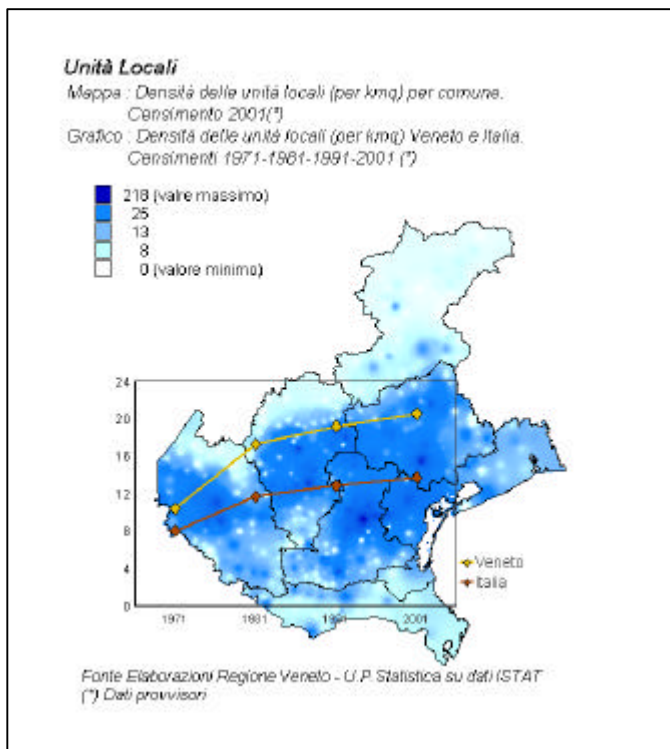 Unità Locali
Mappa : Densità delle unità locali (per kmq) per comune.
Censimento 2001(*)
Grafico : Densità delle unità locali (per kmq) Veneto e Italia.
Censimenti 1971-1981-1991-2001 (*)
218 (valre massimo)
25
13
8
0 (valore minimo)
24
20
16
12
8
4
0
1971
1981
1991
2001
Veneto
Italia
Fonte Elaborazioni Regione Veneto - U.P. Statistica su dati ISTAT
(*) Dati provvisori